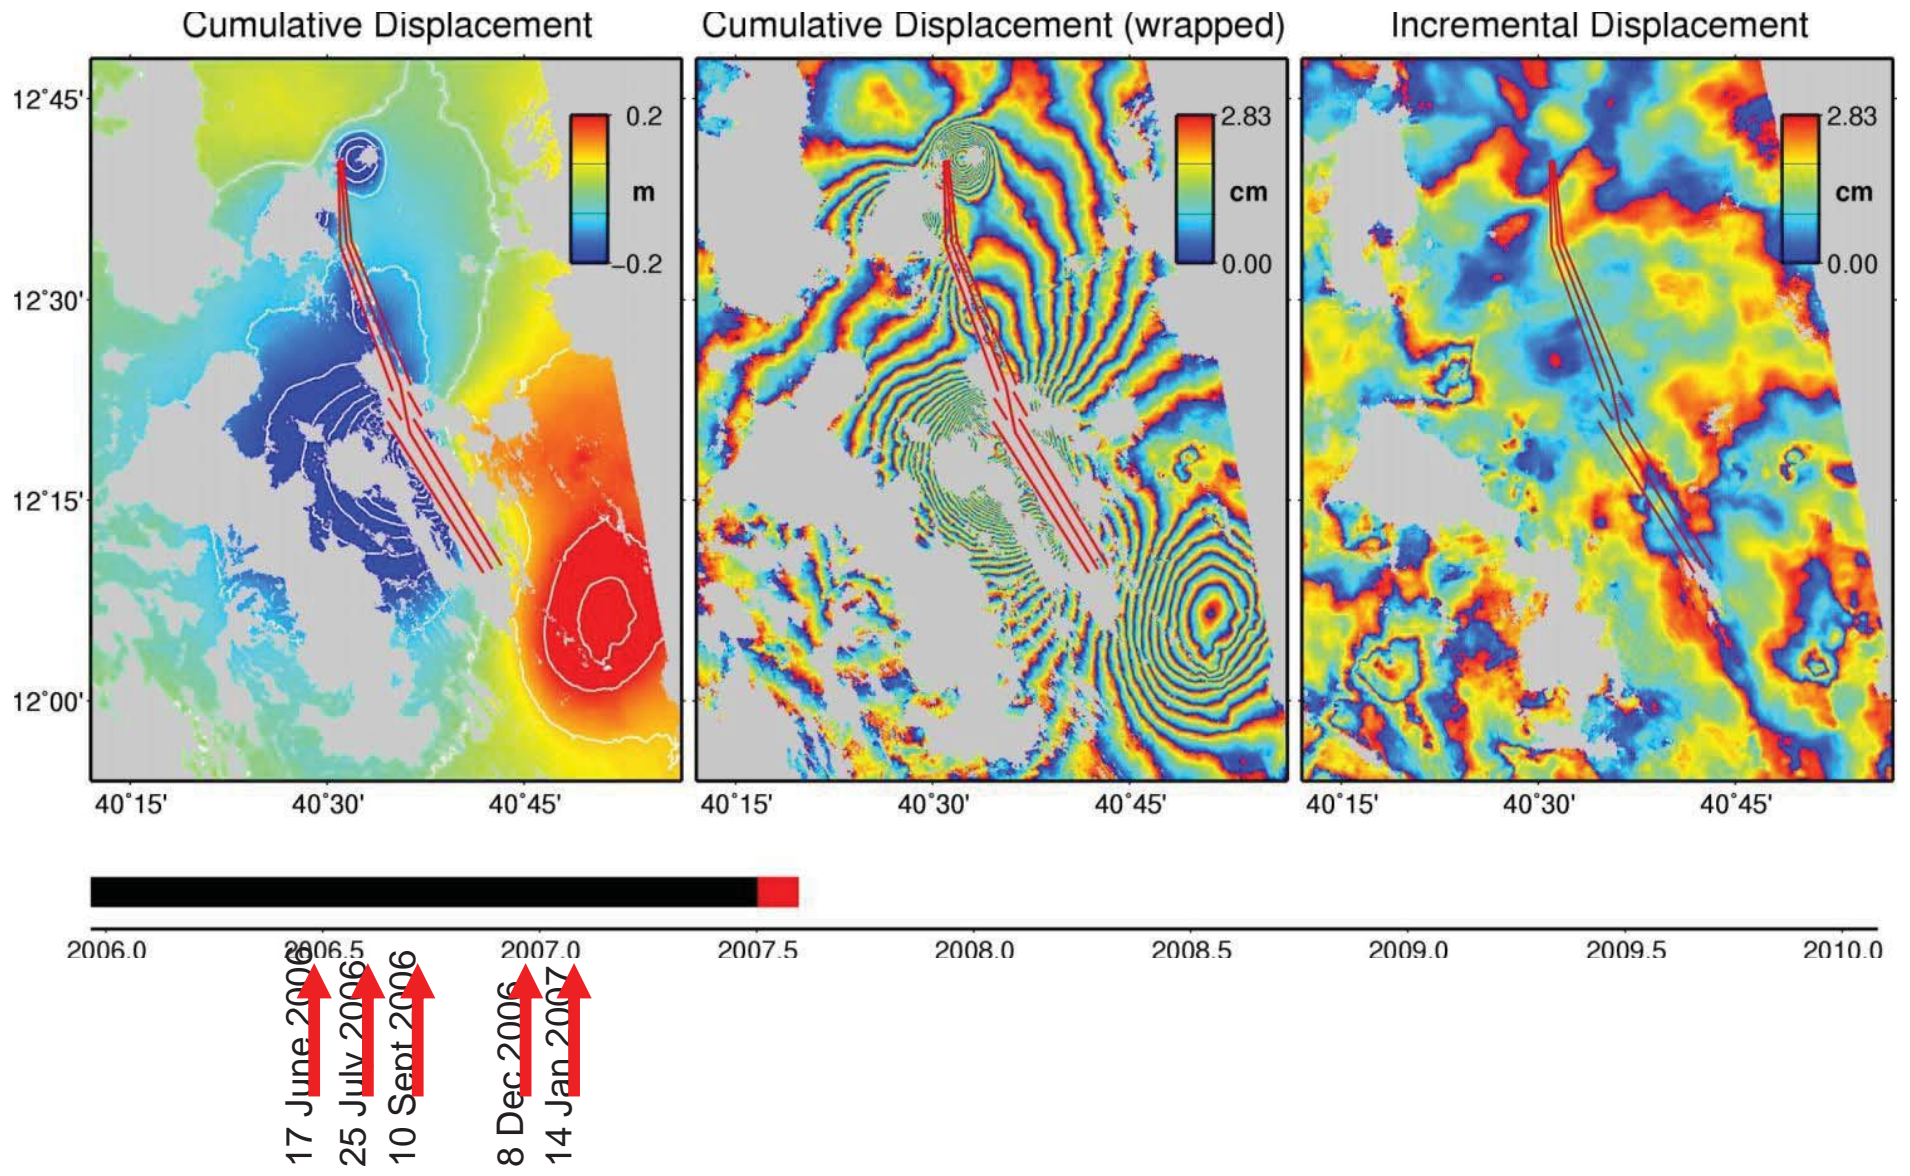 Cumulative Displacement
Cumulative Displacement (wrapped)
Incremental Displacement
12°45'
12°30'
12°15'
12°00'
0.2
m
−0.2
2.83
cm
0.00
2.83
cm
0.00
40°15'
40°30'
40°45'
40°15'
40°30'
40°45'
40°15'
40°30'
40°45'
2006.0
2006.5
2007.0
2007.5
2008.0
2008.5
2009.0
2009.5
2010.0
17 June 2006
25 July 2006
10 Sept 2006
8 Dec 2006
14 Jan 2007